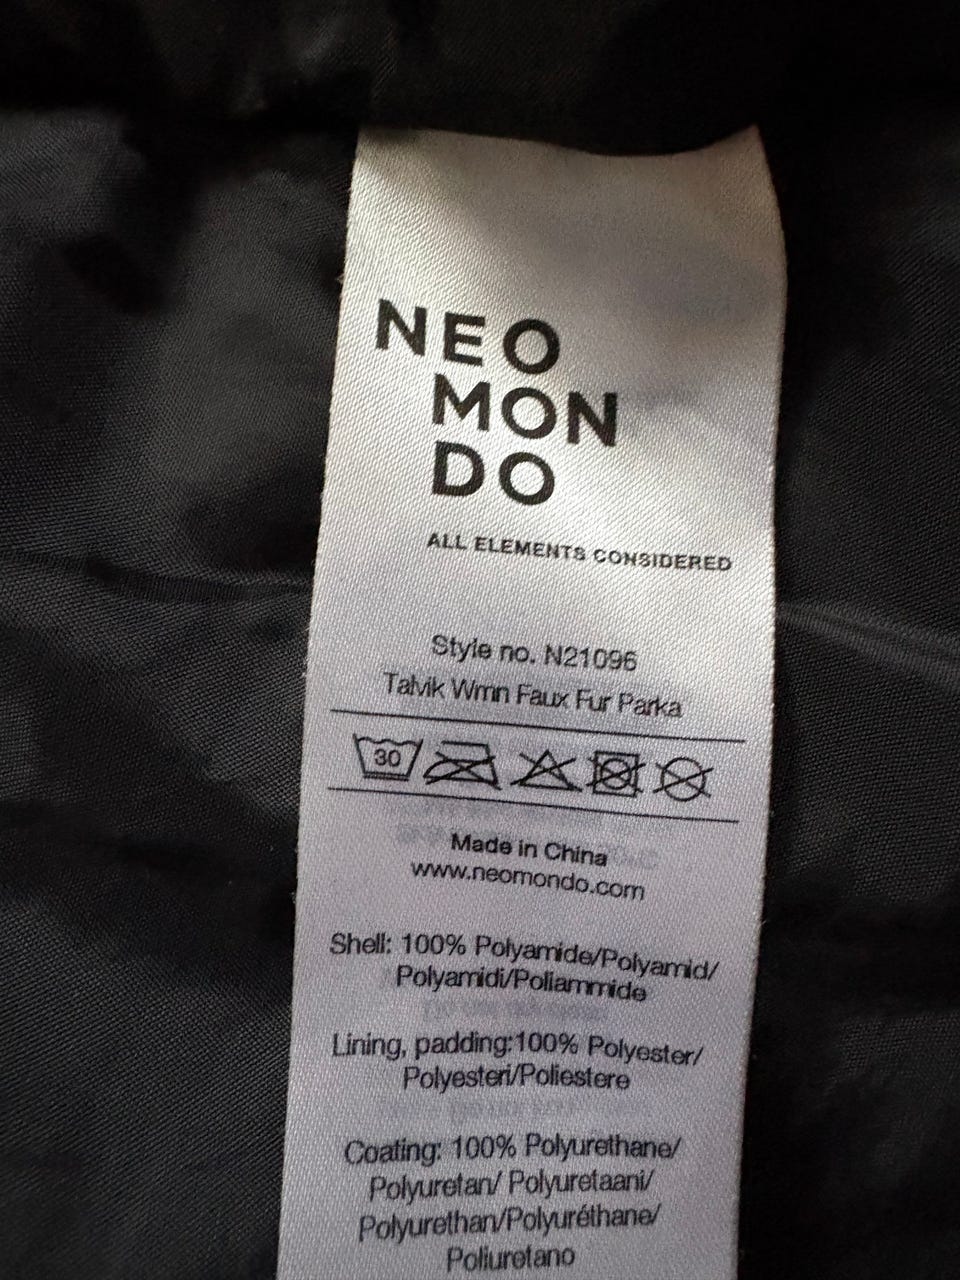 NEO
MON
DO
ALL ELEMENTS CONSIDERED
Style no. N21096
Talvik Wmn Faux Fur Parka
30
Made in China
www.neomondo.com
Shell: 100% Polyamide/Polyamid/
Polyamidi/Poliammide
Lining, padding:100% Polyester/
Polyesteri/Poliestere
Coating: 100% Polyurethane/
Polyuretan/ Polyuretaani/
Polyurethan/Polyuréthane/
Poliuretano